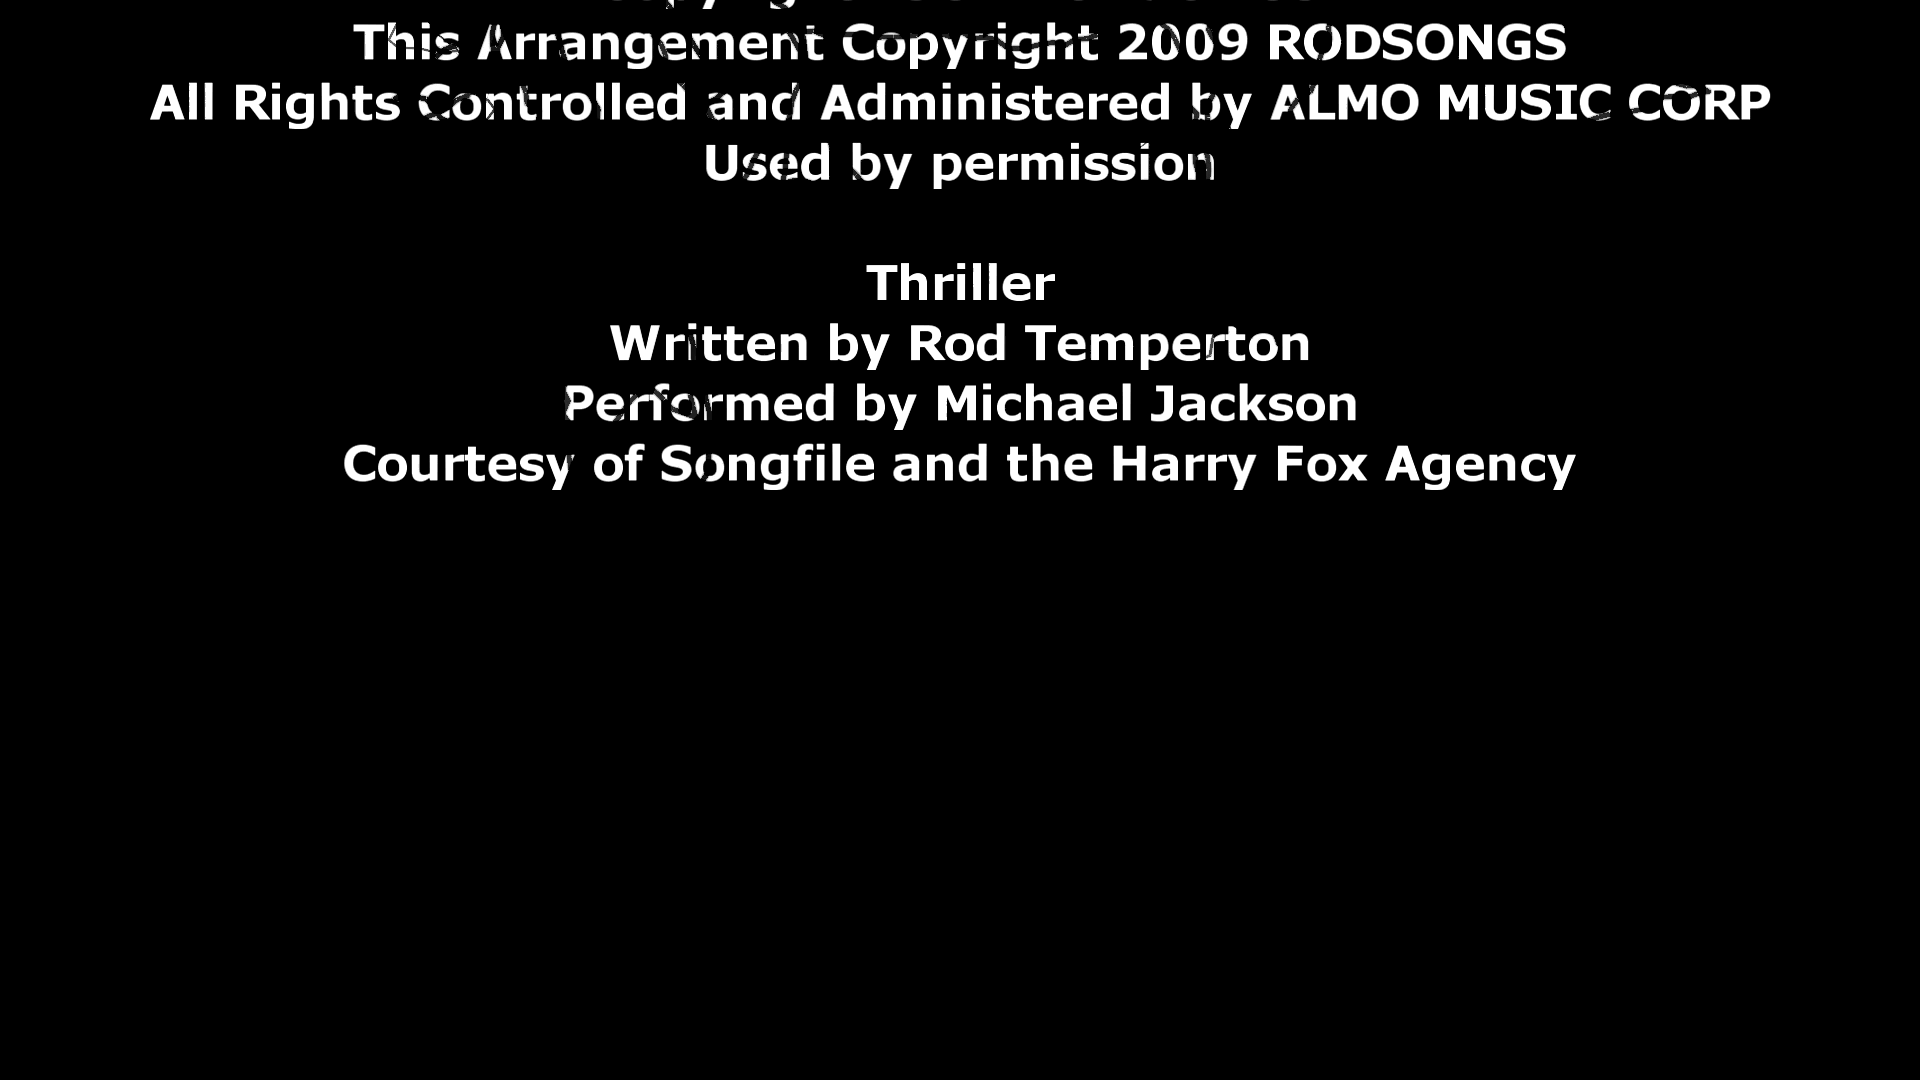 This Arrangement Copyright 2009 RODSONGS
All Rights Controlled and Administered by ALMO MUSIC CORP
Used by permission
Thriller
Written by Rod Temperton
Performed by Michael Jackson
Courtesy of Songfile and the Harry Fox Agency